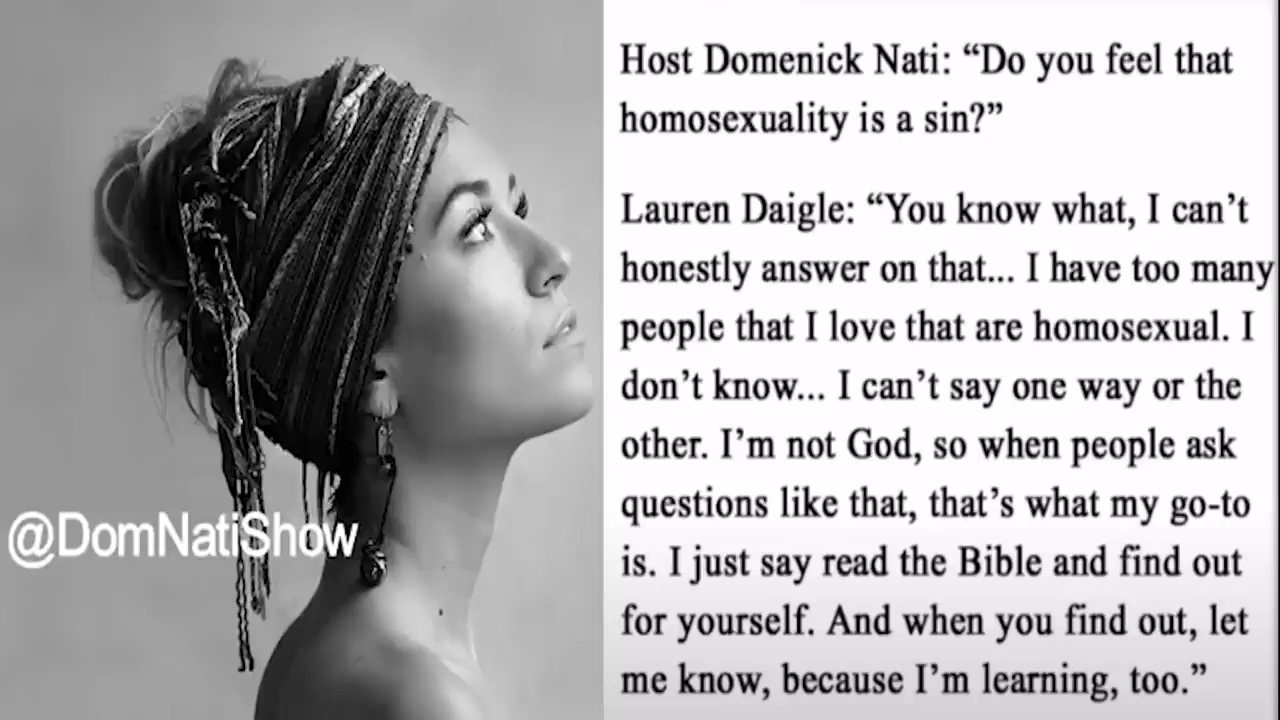 Host Domenick Nati: “Do you feel that
homosexuality is a sin?”
Lauren Daigle: “You know what, I can’t
honestly answer on that... I have too many
people that I love that are homosexual. I
don’t know... I can’t say one way or the
other. I’m not God, so when people ask
questions like that, that’s what my go-to
is. I just say read the Bible and find out
for yourself. And when you find out, let
me know, because I’m learning, too.”
@DomNatiShow